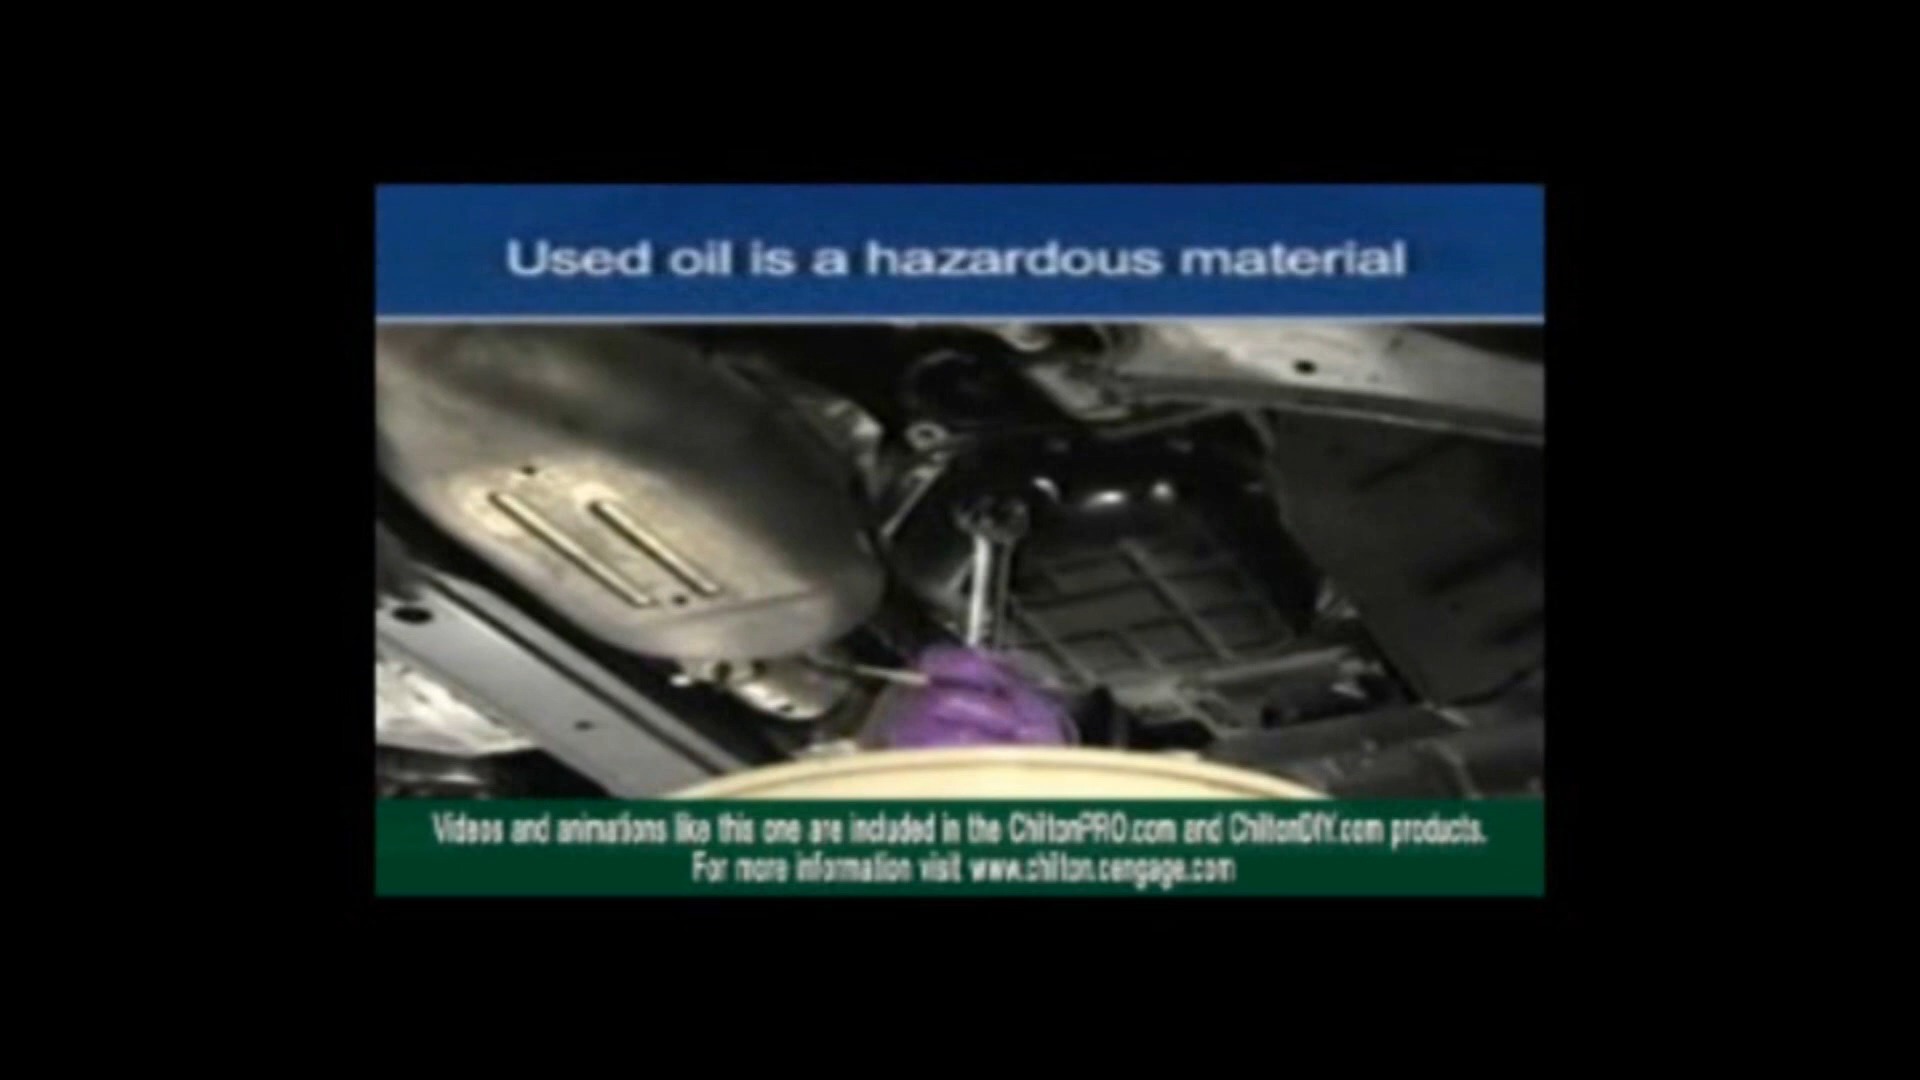 Used oil is a hazardous material
Videos and animations like this one are included in the ChiltonPRO.com and ChiltonDIY.com products.
For more information visit www.chilton.cengage.com